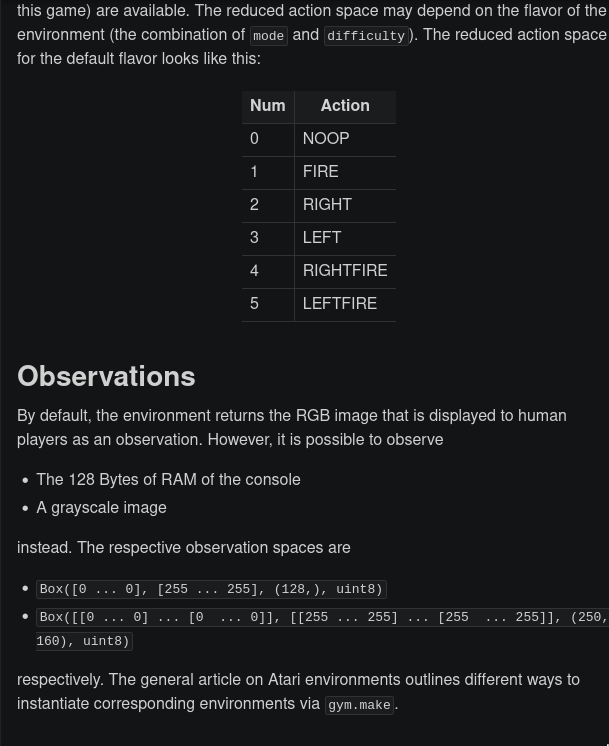 this game) are available. The reduced action space may depend on the flavor of the
environment (the combination of mode and difficulty). The reduced action space
for the default flavor looks like this:
Num Action
0 NOOP
1 FIRE
2 RIGHT
3 LEFT
4 RIGHTFIRE
5 LEFTFIRE
Observations
By default, the environment returns the RGB image that is displayed to human
players as an observation. However, it is possible to observe
• The 128 Bytes of RAM of the console
• A grayscale image
instead. The respective observation spaces are
• Box([0 ... 0], [255 ... 255], (128,), uint8)
• Box([[0 ... 0] ... [0  ... 0]], [[255 ... 255] ... [255  ... 255]], (250,
160), uint8)
respectively. The general article on Atari environments outlines different ways to
instantiate corresponding environments via gym.make.